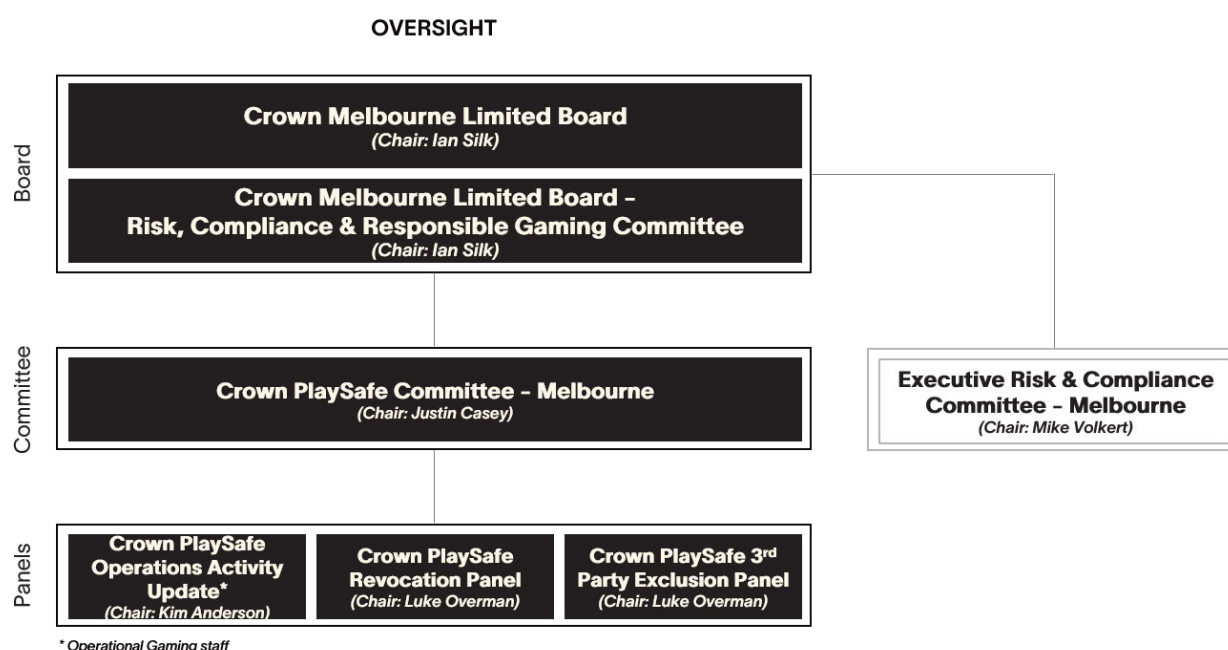 OVERSIGHT
Board
Crown Melbourne Limited Board
(Chair: Ian Silk)
Crown Melbourne Limited Board –
Risk, Compliance & Responsible Gaming Committee
(Chair: Ian Silk)
Committee
Crown PlaySafe Committee – Melbourne
(Chair: Justin Casey)
Executive Risk & Compliance
Committee – Melbourne
(Chair: Mike Volkert)
Panels
Crown PlaySafe
Operations Activity
Update*
(Chair: Kim Anderson)
Crown PlaySafe
Revocation Panel
(Chair: Luke Overman)
Crown PlaySafe 3rd
Party Exclusion Panel
(Chair: Luke Overman)
* Operational Gaming staff